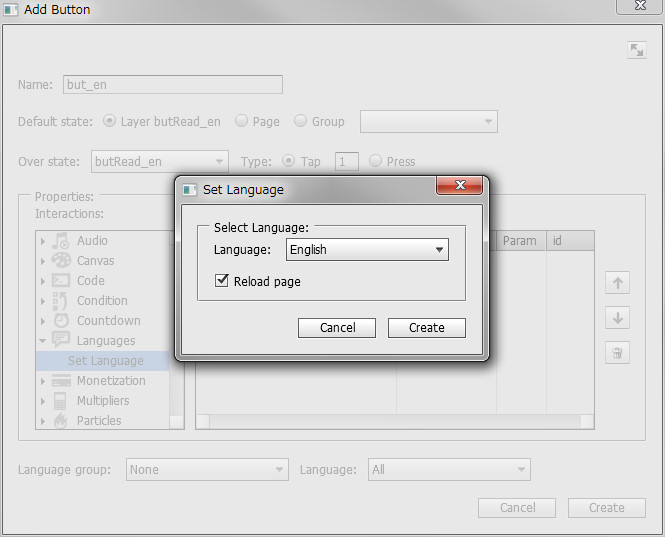 Add Button
Name: but_en
Default state: Layer butRead_en Page Group
Over state: butRead_en Type: Tap 1 Press
Properties:
Interactions:
Audio
Canvas
Code
Condition
Countdown
Languages
Set Language
Monetization
Multipliers
Particles
Param id
Set Language
Select Language:
Language: English
Reload page
Cancel Create
Language group: None Language: All
Cancel Create